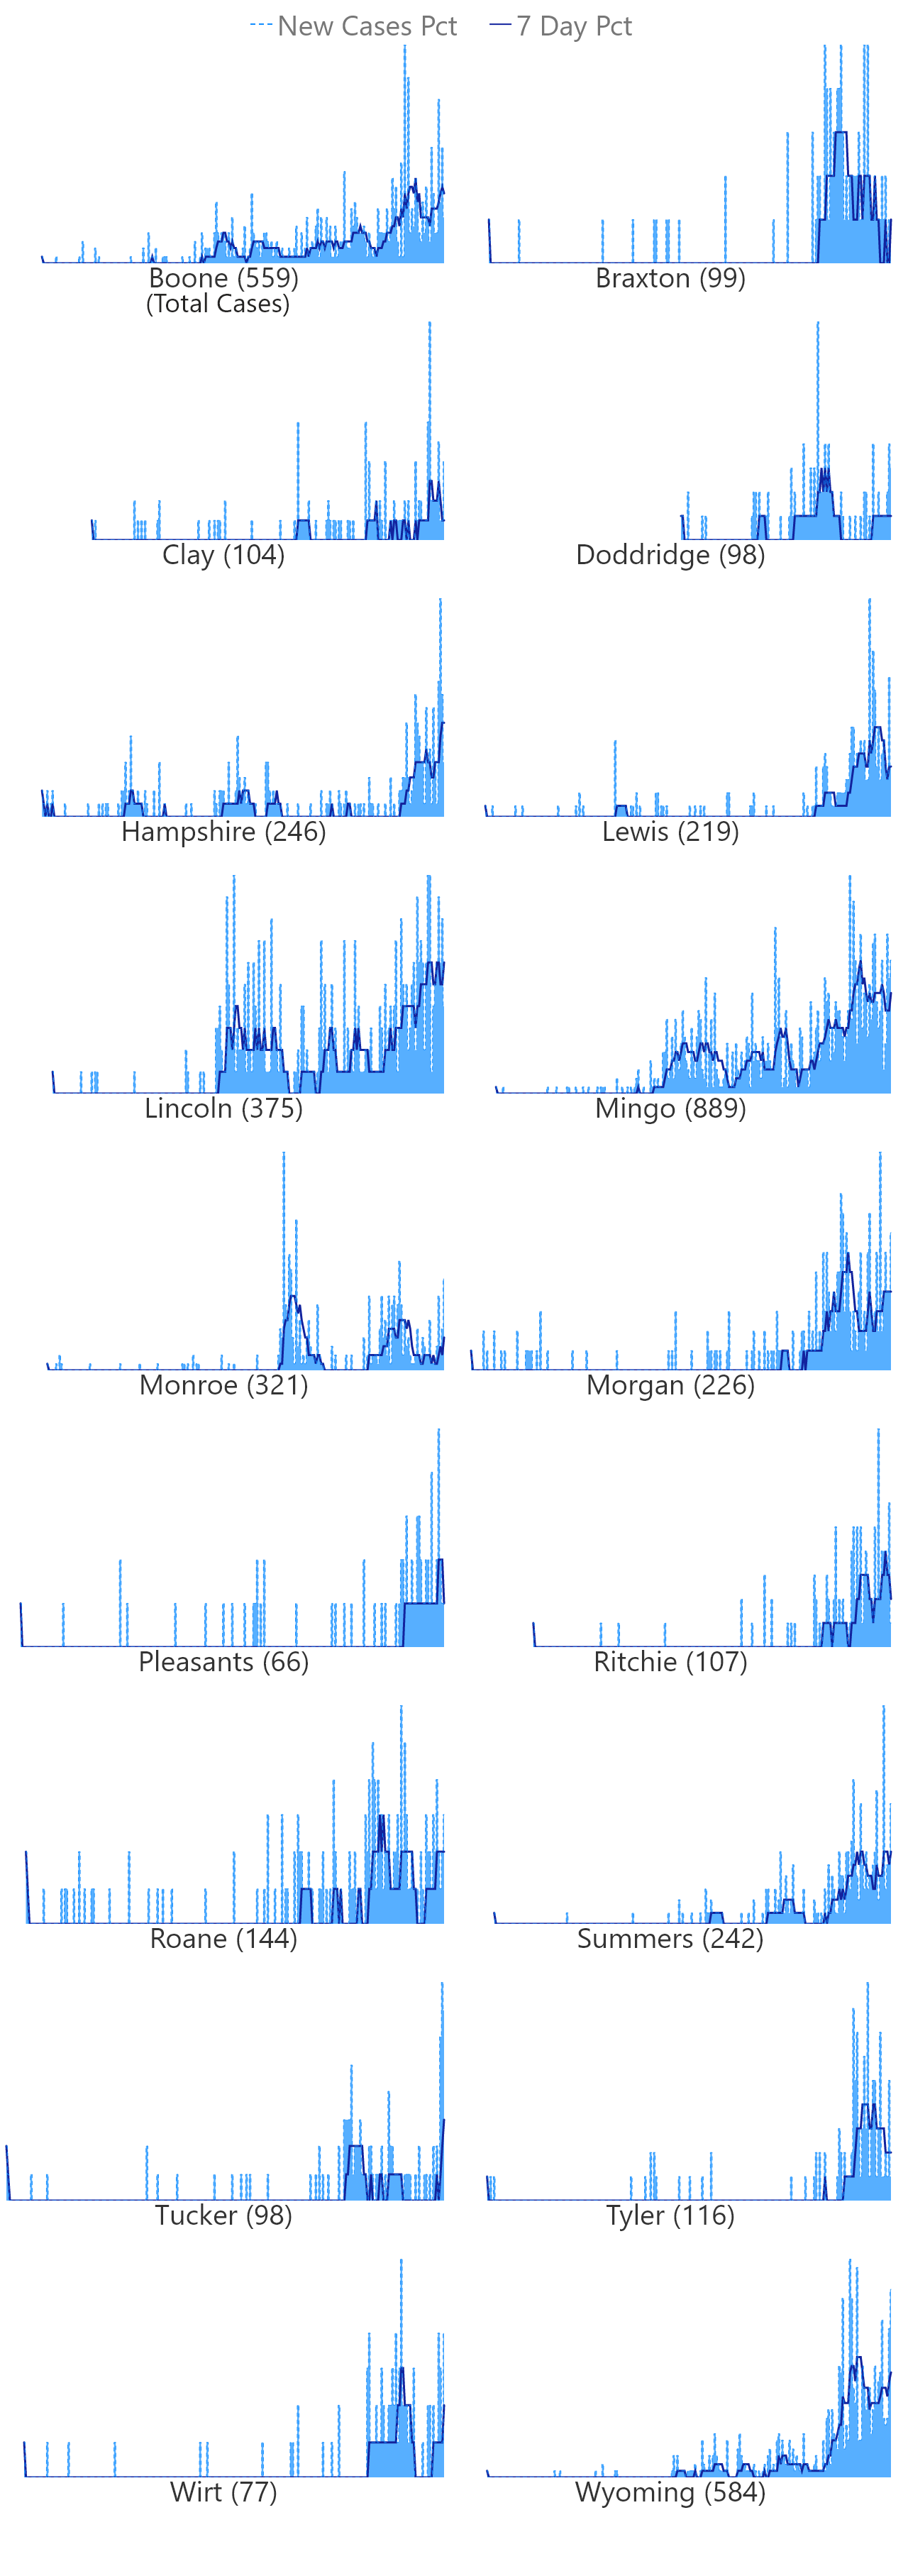 New Cases Pct 7 Day Pct
Boone (559) Braxton (99)
(Total Cases)
Clay (104) Doddridge (98)
Hampshire (246) Lewis (219)
Lincoln (375) Mingo (889)
Monroe (321) Morgan (226)
Pleasants (66) Ritchie (107)
Roane (144) Summers (242)
Tucker (98) Tyler (116)
Wirt (77) Wyoming (584)